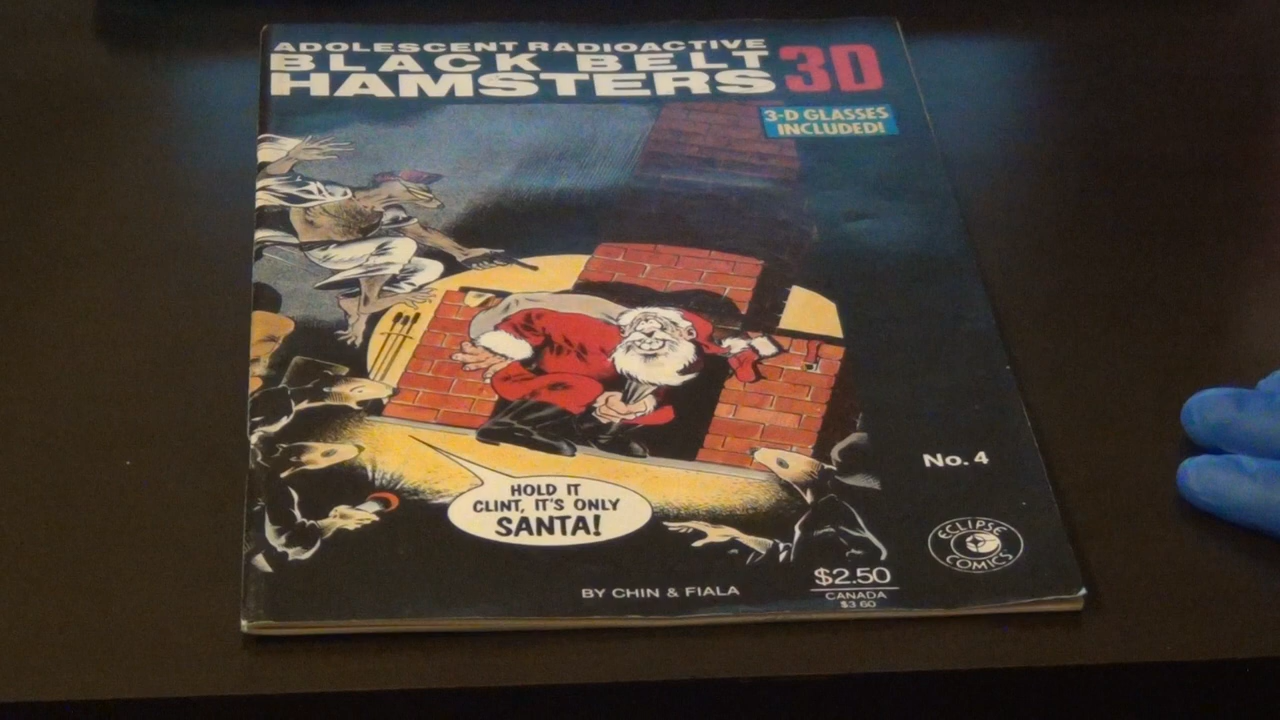 ADOLESCENT RADIOACTIVE
BLACK BELT
HAMSTERS 3D
3-D GLASSES
INCLUDED!
HOLD IT
CLINT, IT'S ONLY
SANTA!
No. 4
ECLIPSE
COMICS
BY CHIN & FIALA
$2.50
CANADA
$3 60